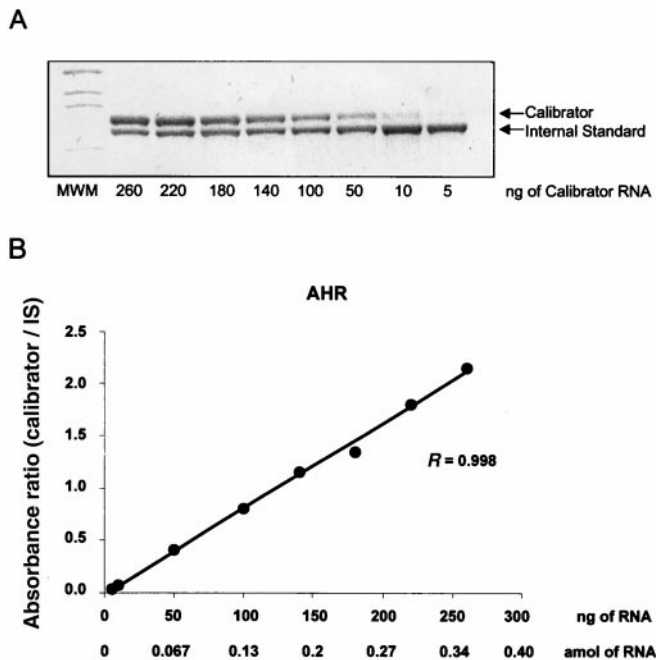 A
Calibrator
Internal Standard
MWM 260 220 180 140 100 50 10 5 ng of Calibrator RNA
B
AHR
Absorbance ratio (calibrator / IS)
2.5
2.0
1.5
1.0
0.5
0.0
R = 0.998
0 50 100 150 200 250 300 ng of RNA
0 0.067 0.13 0.2 0.27 0.34 0.40 amol of RNA